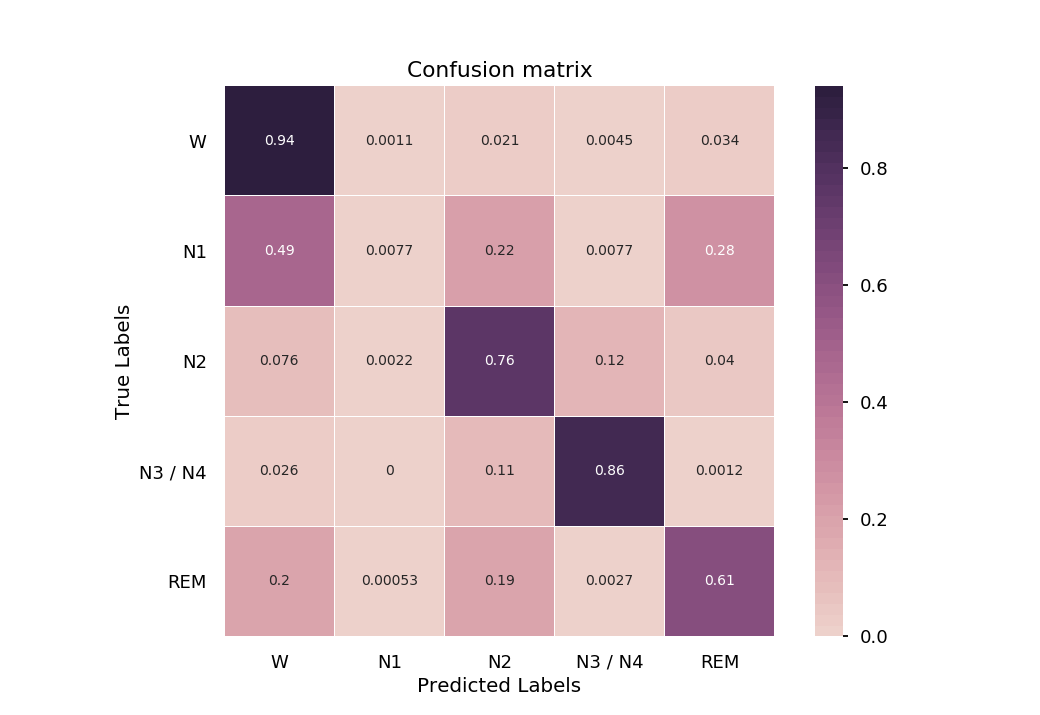 Confusion matrix
W 0.94 0.0011 0.021 0.0045 0.034
N1 0.49 0.0077 0.22 0.0077 0.28
N2 0.076 0.0022 0.76 0.12 0.04
N3 / N4 0.026 0 0.11 0.86 0.0012
REM 0.2 0.00053 0.19 0.0027 0.61
W N1 N2 N3 / N4 REM
Predicted Labels
True Labels
0.8
0.6
0.4
0.2
0.0